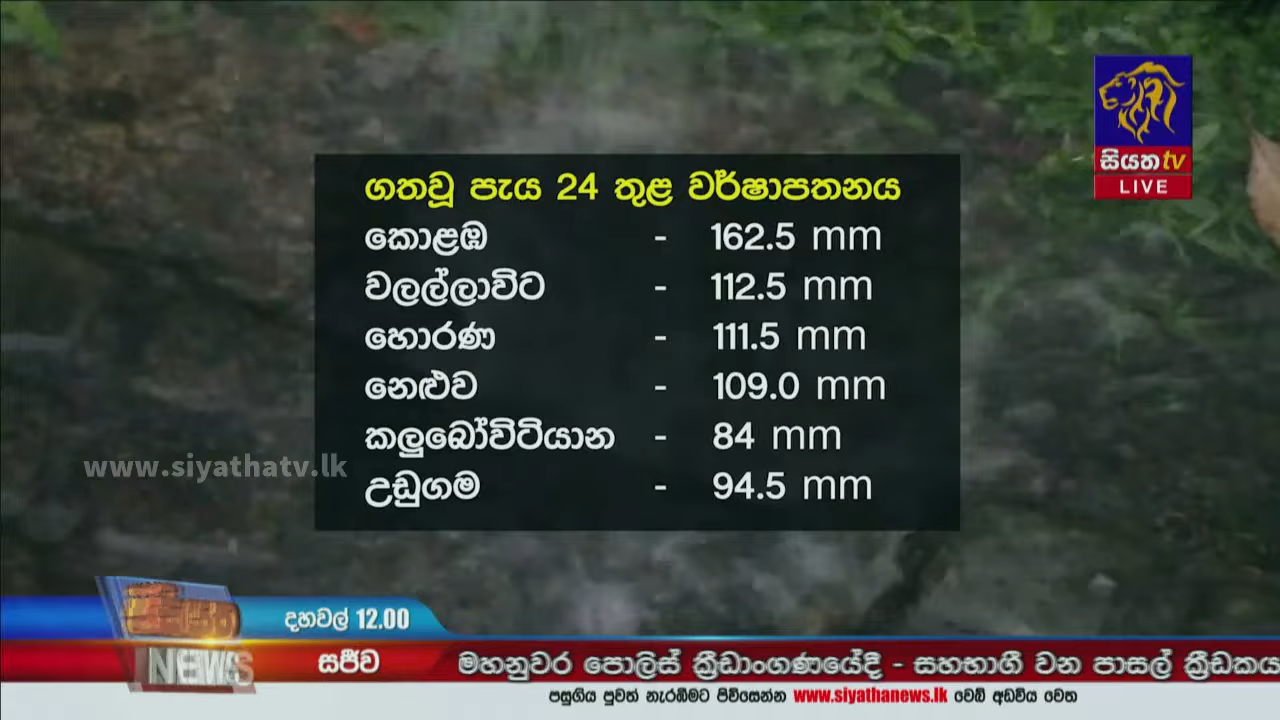 සියත tv
LIVE
ගතවූ පැය 24 තුළ වර්ෂාපතනය
කොළඹ - 162.5 mm
වලල්ලාවිට - 112.5 mm
හොරණ - 111.5 mm
නෙළුව - 109.0 mm
කලුබෝවිටියාන - 84 mm
උඩුගම - 94.5 mm
www.siyathatv.lk
දහවල් 12.00
NEWS
සජීව
මහනුවර පොලිස් ක්‍රීඩාංගණයේදී - සහභාගී වන පාසල් ක්‍රීඩකය
පසුගිය පුවත් නැරඹීමට පිවිසෙන්න www.siyathanews.lk වෙබ් අඩවිය වෙත